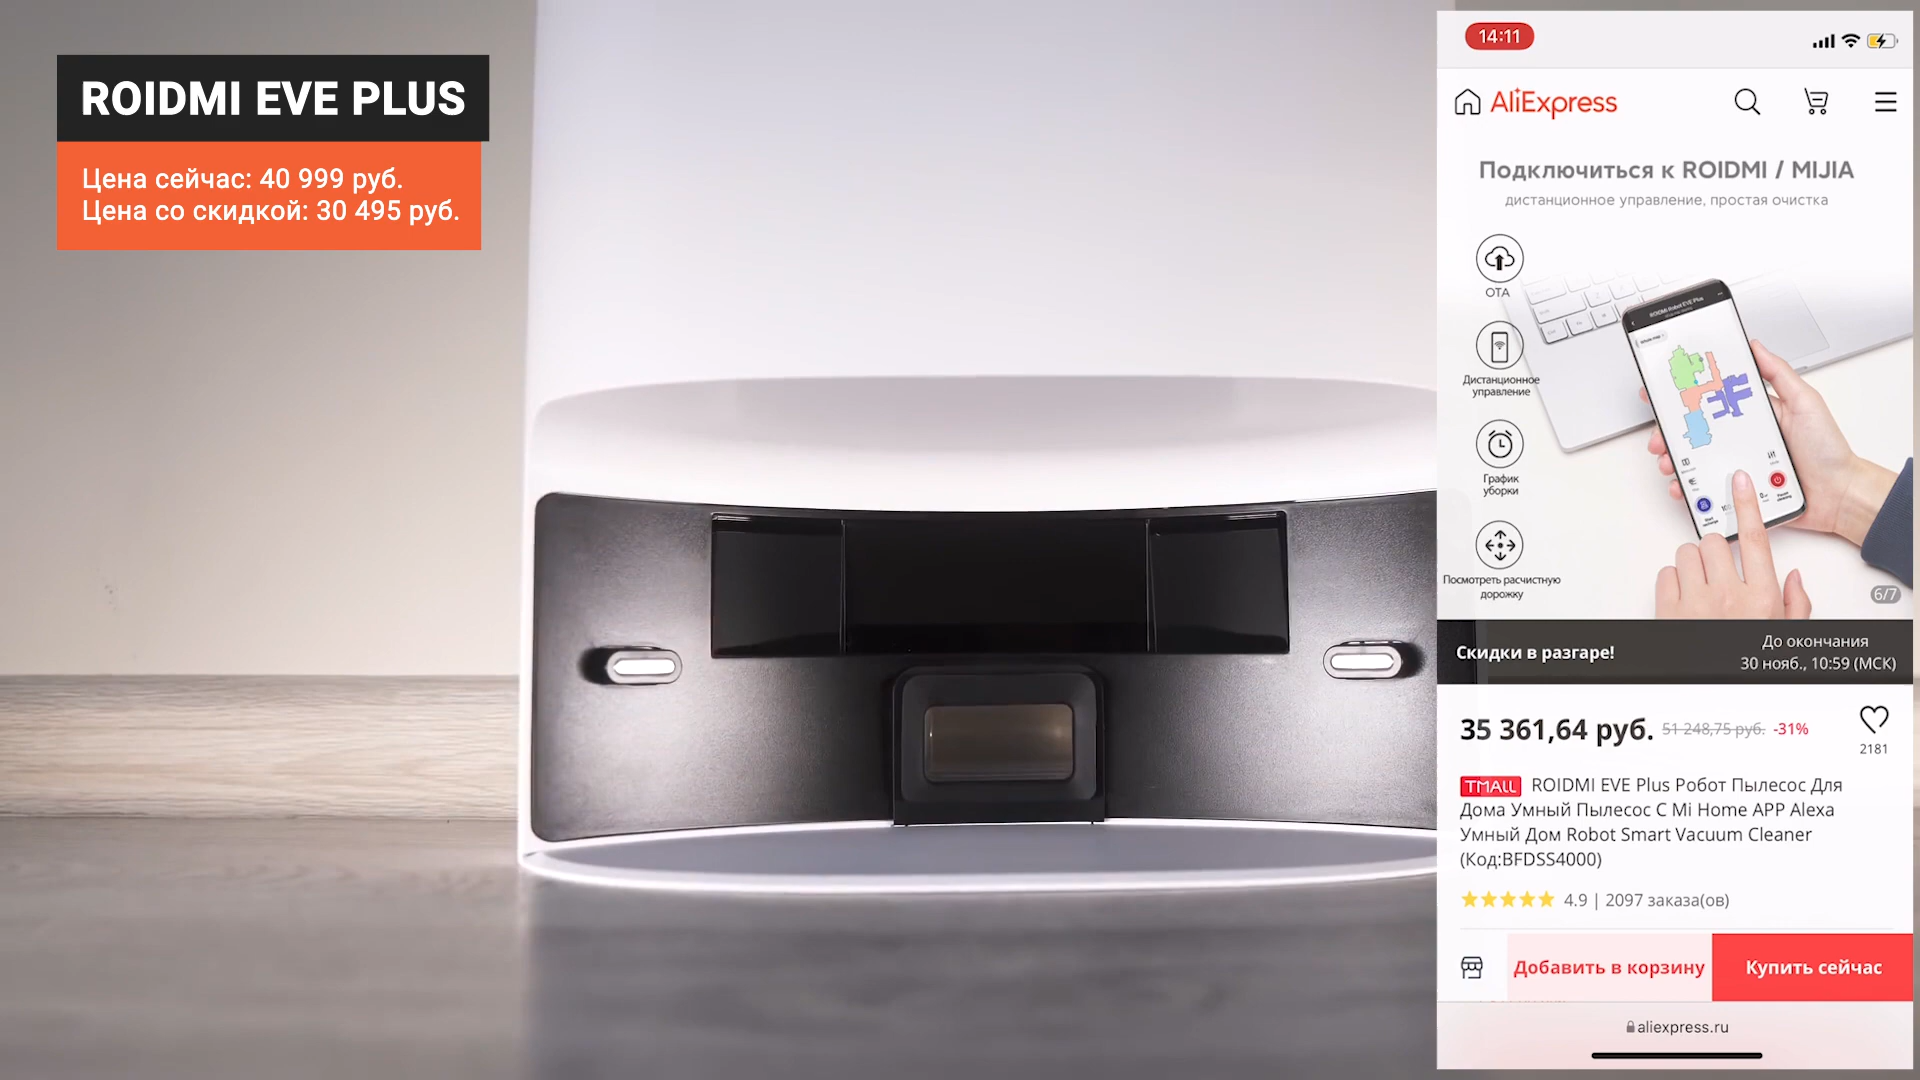 ROIDMI EVE PLUS
Цена сейчас: 40 999 руб.
Цена со скидкой: 30 495 руб.
14:11
AliExpress
Подключиться к ROIDMI / MIJIA
дистанционное управление, простая очистка
OTA
Дистанционное
управление
График
уборки
Посмотреть расчистную
дорожку
ROIDMI Robot EVE Plus
6/7
Скидки в разгаре!
До окончания
30 нояб., 10:59 (МСК)
35 361,64 руб. 51 248,75 руб. -31%
2181
TMALL ROIDMI EVE Plus Робот Пылесос Для
Дома Умный Пылесос С Mi Home APP Alexa
Умный Дом Robot Smart Vacuum Cleaner
(Код:BFDSS4000)
4.9 | 2097 заказа(ов)
Добавить в корзину
Купить сейчас
aliexpress.ru